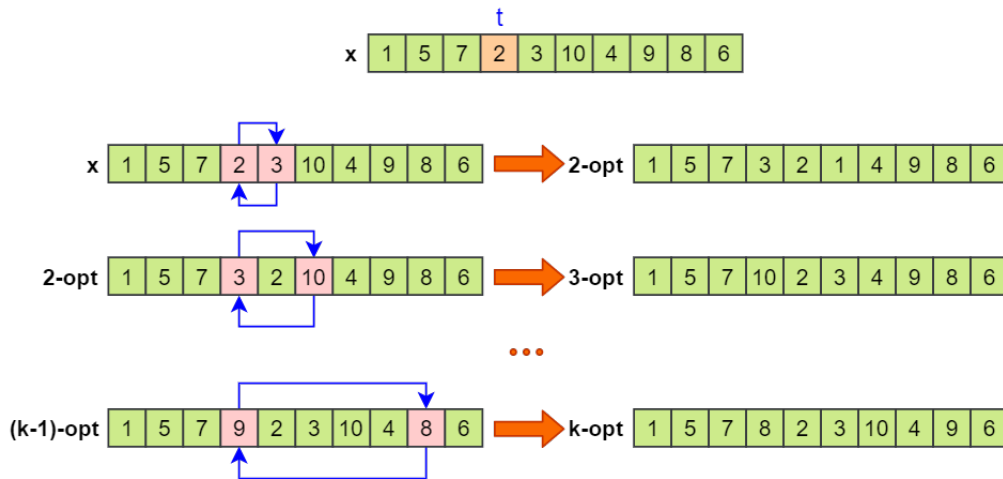 t
x 1 5 7 2 3 10 4 9 8 6
x 1 5 7 2 3 10 4 9 8 6 2-opt 1 5 7 3 2 1 4 9 8 6
2-opt 1 5 7 3 2 10 4 9 8 6 3-opt 1 5 7 10 2 3 4 9 8 6
(k-1)-opt 1 5 7 9 2 3 10 4 8 6 k-opt 1 5 7 8 2 3 10 4 9 6